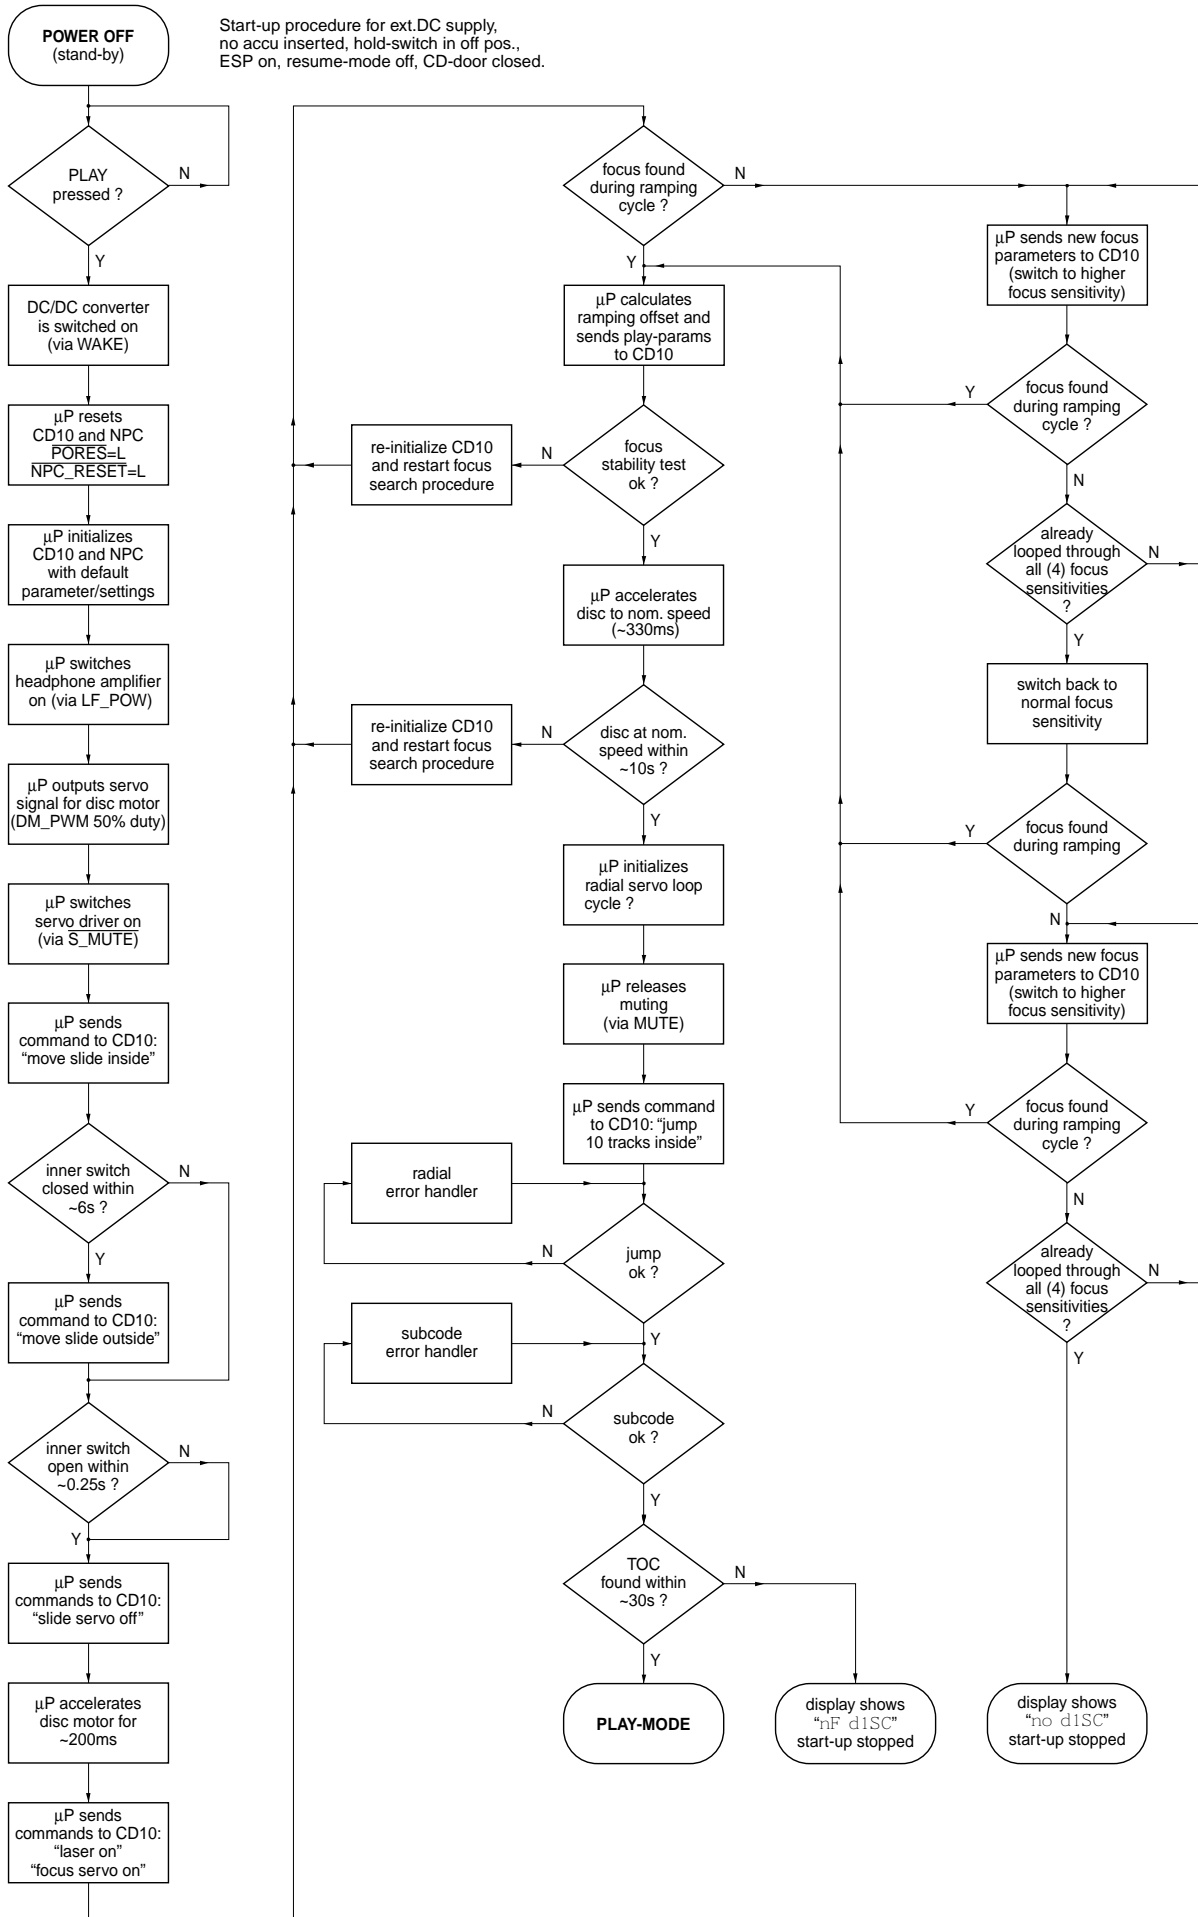 POWER OFF
(stand-by)
Start-up procedure for ext.DC supply,
no accu inserted, hold-switch in off pos.,
ESP on, resume-mode off, CD-door closed.
PLAY
pressed ?
N
Y
DC/DC converter
is switched on
(via WAKE)
µP resets
CD10 and NPC
PORES=L
NPC_RESET=L
µP initializes
CD10 and NPC
with default
parameter/settings
µP switches
headphone amplifier
on (via LF_POW)
µP outputs servo
signal for disc motor
(DM_PWM 50% duty)
µP switches
servo driver on
(via S_MUTE)
µP sends
command to CD10:
“move slide inside”
inner switch
closed within
~6s ?
N
Y
µP sends
command to CD10:
“move slide outside”
inner switch
open within
~0.25s ?
N
Y
µP sends
commands to CD10:
“slide servo off”
µP accelerates
disc motor for
~200ms
µP sends
commands to CD10:
“laser on”
“focus servo on”
focus found
during ramping
cycle ?
N
Y
µP calculates
ramping offset and
sends play-params
to CD10
focus
stability test
ok ?
N
re-initialize CD10
and restart focus
search procedure
Y
µP accelerates
disc to nom. speed
(~330ms)
disc at nom.
speed within
~10s ?
N
re-initialize CD10
and restart focus
search procedure
Y
µP initializes
radial servo loop
cycle ?
µP releases
muting
(via MUTE)
µP sends command
to CD10: “jump
10 tracks inside”
radial
error handler
jump
ok ?
N
Y
subcode
error handler
subcode
ok ?
N
Y
TOC
found within
~30s ?
N
Y
PLAY-MODE
display shows
“nF d1SC”
start-up stopped
µP sends new focus
parameters to CD10
(switch to higher
focus sensitivity)
focus found
during ramping
cycle ?
Y
N
already
looped through
all (4) focus
sensitivities
?
N
Y
switch back to
normal focus
sensitivity
focus found
during ramping
Y
N
µP sends new focus
parameters to CD10
(switch to higher
focus sensitivity)
focus found
during ramping
cycle ?
Y
N
already
looped through
all (4) focus
sensitivities
?
N
Y
display shows
“no d1SC”
start-up stopped